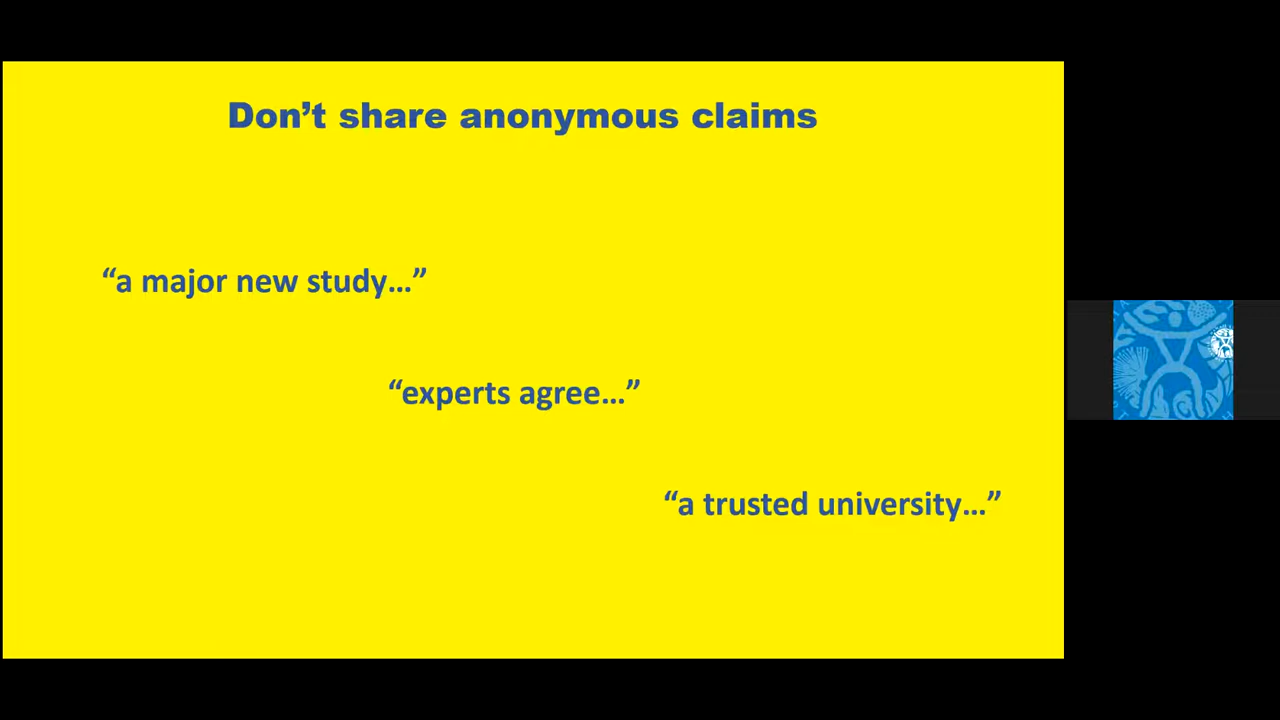 Don’t share anonymous claims
“a major new study…”
“experts agree…”
“a trusted university…”